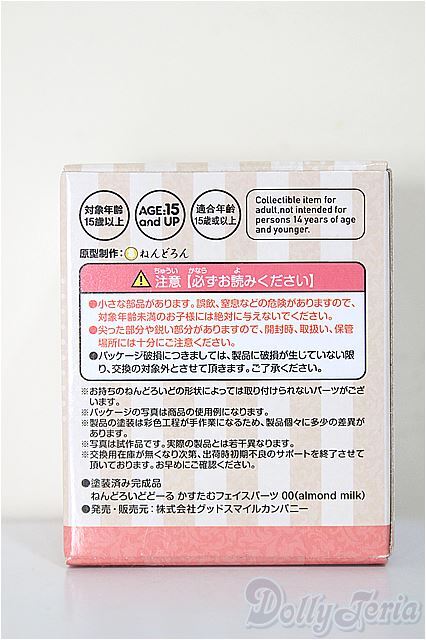 対象年齢
15歳以上
AGE:15
and UP
適合年齢
15歳或以上
Collectible item for
adult,not intended for
persons 14 years of age
and younger.
原型制作:ねんどろん
ちゅうい かなら よ
注意【必ずお読みください】
●小さな部品があります。誤飲、窒息などの危険がありますので、
対象年齢未満のお子様には絶対に与えないでください。
●尖った部分や鋭い部分がありますので、開封時、取扱い、保管
場所には十分にご注意ください。
●パッケージ破損につきましては、製品に破損が生じていない限
り、交換の対象外とさせて頂きます。ご了承ください。
※お持ちのねんどろいどの形状によっては取り付けられないパーツがござ
います。
※パッケージの写真は商品の使用例になります。
※製品の塗装は彩色工程が手作業になるため、製品個々に多少の差異が
あります。
※写真は試作品です。実際の製品とは若干異なります。
※交換用在庫が無くなり次第、出荷時初期不良のサポートを終了させて
頂いております。お早めにご確認ください。
●塗装済み完成品
ねんどろいどどーる かすたむフェイスパーツ 00(almond milk)
●発売・販売元:株式会社グッドスマイルカンパニー
DollyTeria